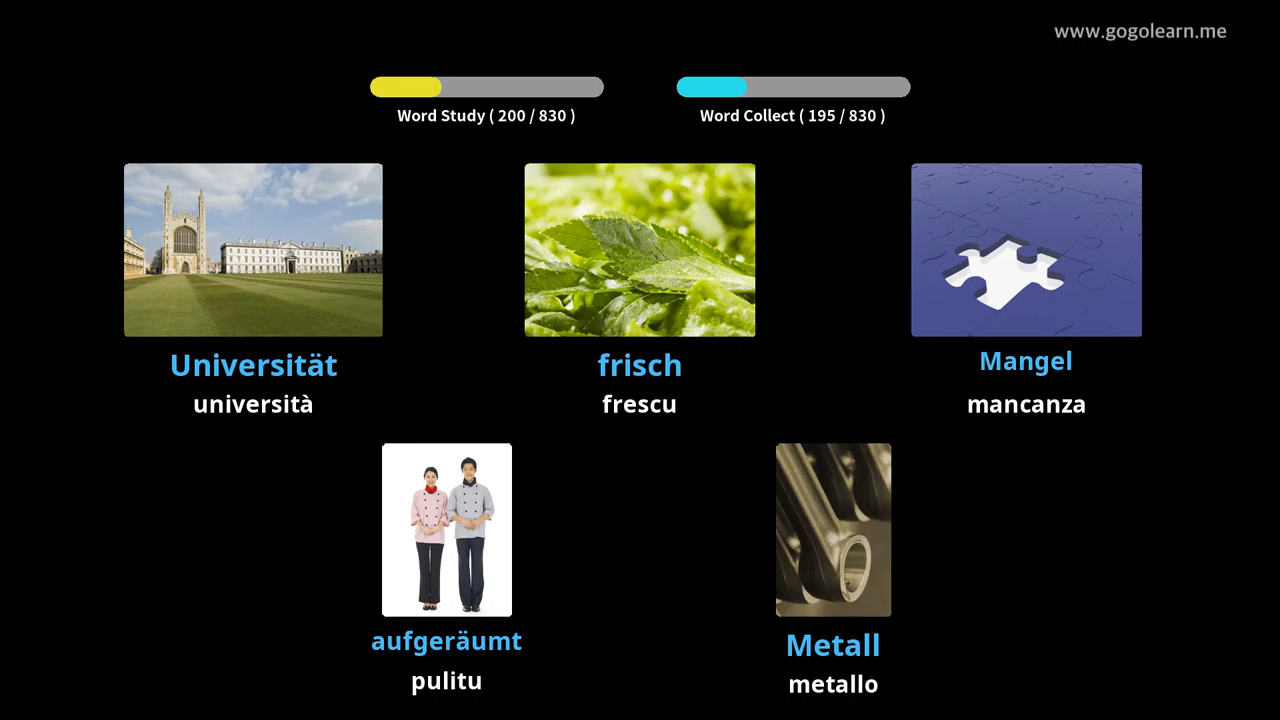 www.gogolearn.me
Word Study ( 200 / 830 )
Word Collect ( 195 / 830 )
Universität
università
frisch
frescu
Mangel
mancanza
aufgeräumt
pulitu
Metall
metallo